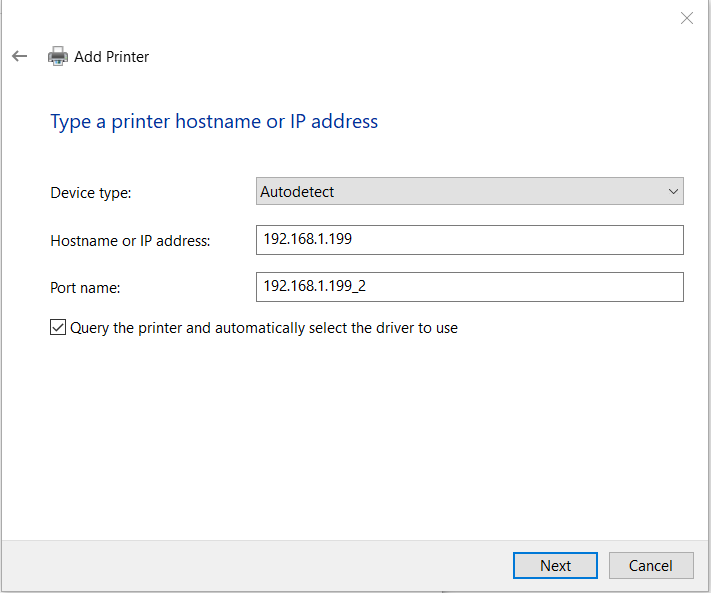 Add Printer
Type a printer hostname or IP address
Device type: Autodetect
Hostname or IP address: 192.168.1.199
Port name: 192.168.1.199_2
Query the printer and automatically select the driver to use
Next Cancel